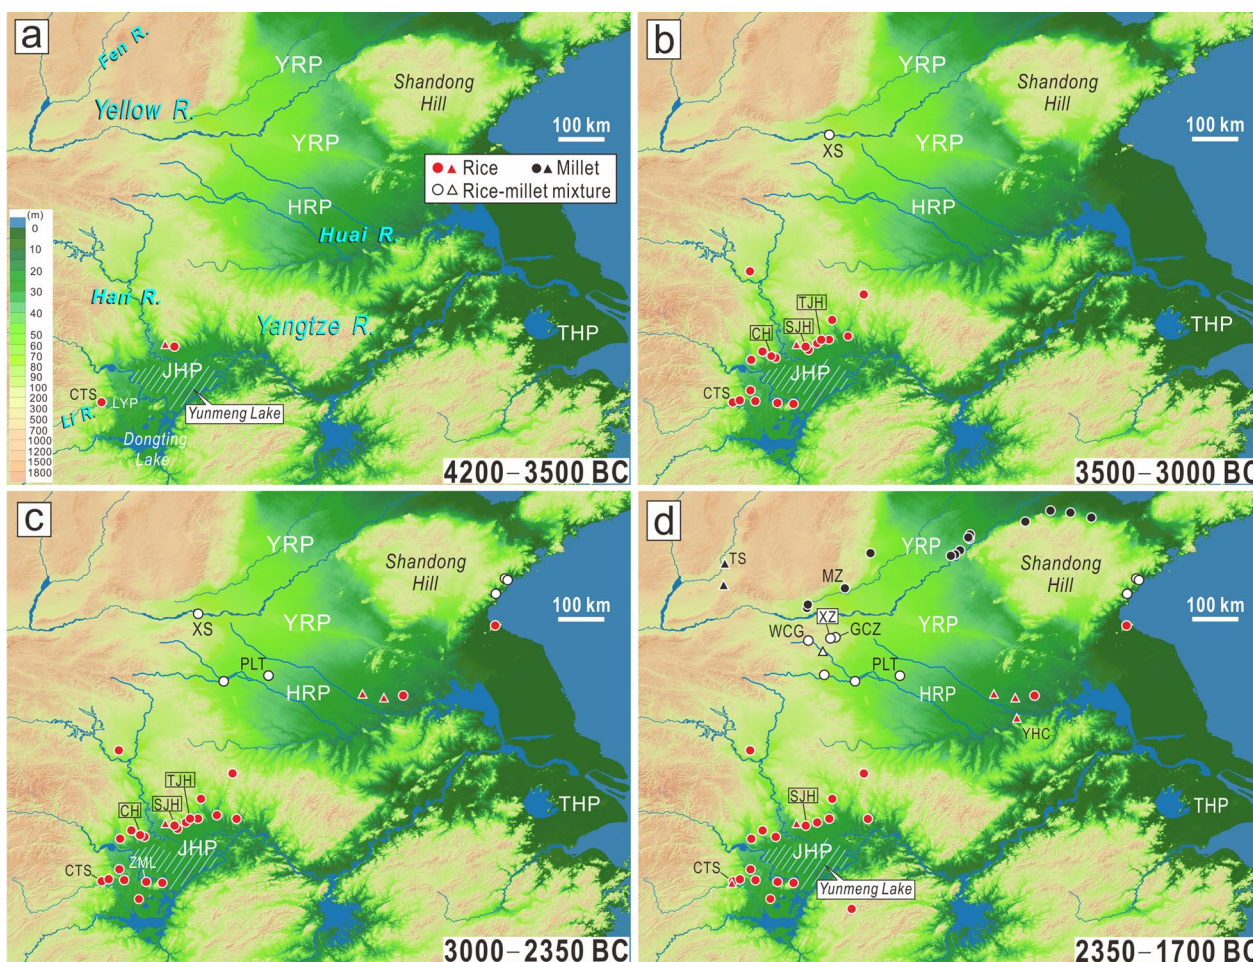 a
Fen R.
YRP
Shandong
Hill
Yellow R.
100 km
YRP
Rice
Millet
Rice-millet mixture
HRP
Huai R.
(m)
0
10
20
30
40
50
60
70
80
90
100
200
300
500
700
1000
1200
1500
1800
Han R.
Yangtze R.
THP
JHP
CTS
LYP
Yunmeng Lake
Li R.
Dongting
Lake
4200–3500 BC
b
YRP
Shandong
Hill
100 km
XS
YRP
HRP
TJH
SJH
CH
THP
JHP
CTS
3500–3000 BC
c
YRP
Shandong
Hill
100 km
XS
YRP
PLT
HRP
TJH
SJH
CH
THP
JHP
ZML
CTS
3000–2350 BC
d
YRP
TS
Shandong
Hill
MZ
100 km
XZ
WCG
GCZ
YRP
PLT
HRP
YHC
SJH
THP
JHP
CTS
Yunmeng Lake
2350–1700 BC